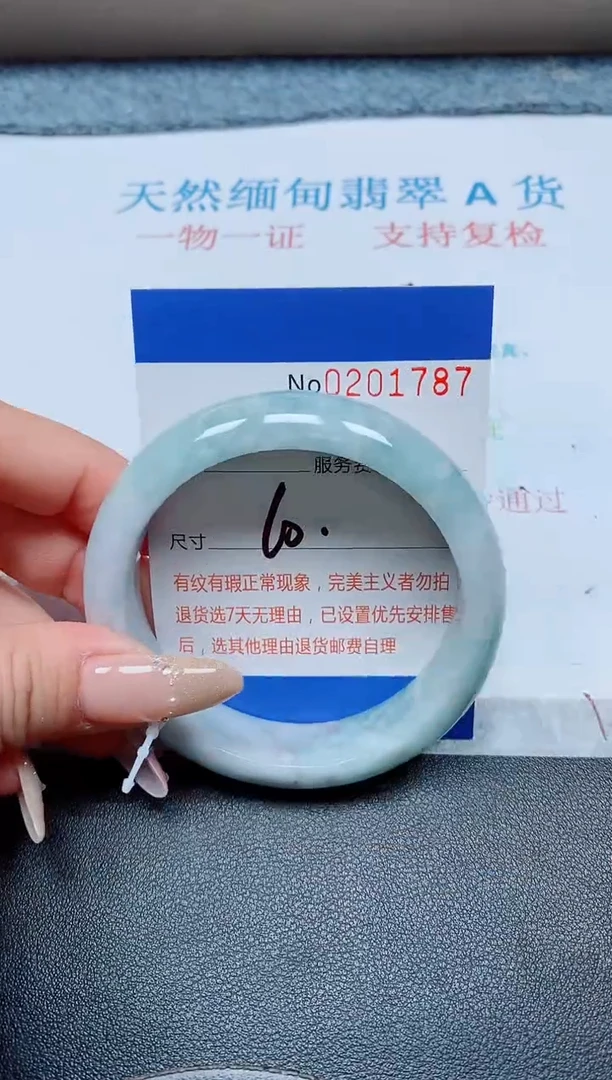 天然缅甸翡翠A货
一物一证 支持复检
真、
通过
No0201787
服务
尺寸 60.
有纹有瑕正常现象，完美主义者勿拍
退货选7天无理由，已设置优先安排售
后，选其他理由退货邮费自理